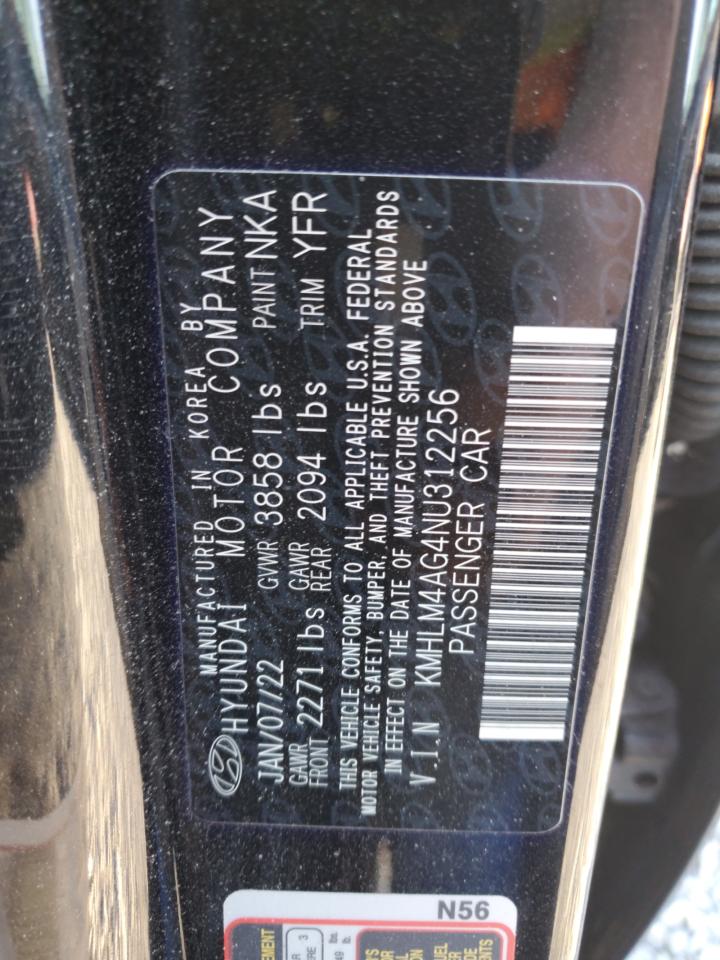 MANUFACTURED IN KOREA BY
HYUNDAI MOTOR COMPANY
JAN/07/22 GVWR 3858 lbs PAINT NKA
GAWR FRONT 2271 lbs GAWR REAR 2094 lbs TRIM YFR
THIS VEHICLE CONFORMS TO ALL APPLICABLE U.S.A. FEDERAL
MOTOR VEHICLE SAFETY, BUMPER, AND THEFT PREVENTION STANDARDS
IN EFFECT ON THE DATE OF MANUFACTURE SHOWN ABOVE
V.I.N KMHLM4AG4NU312256
PASSENGER CAR
N56